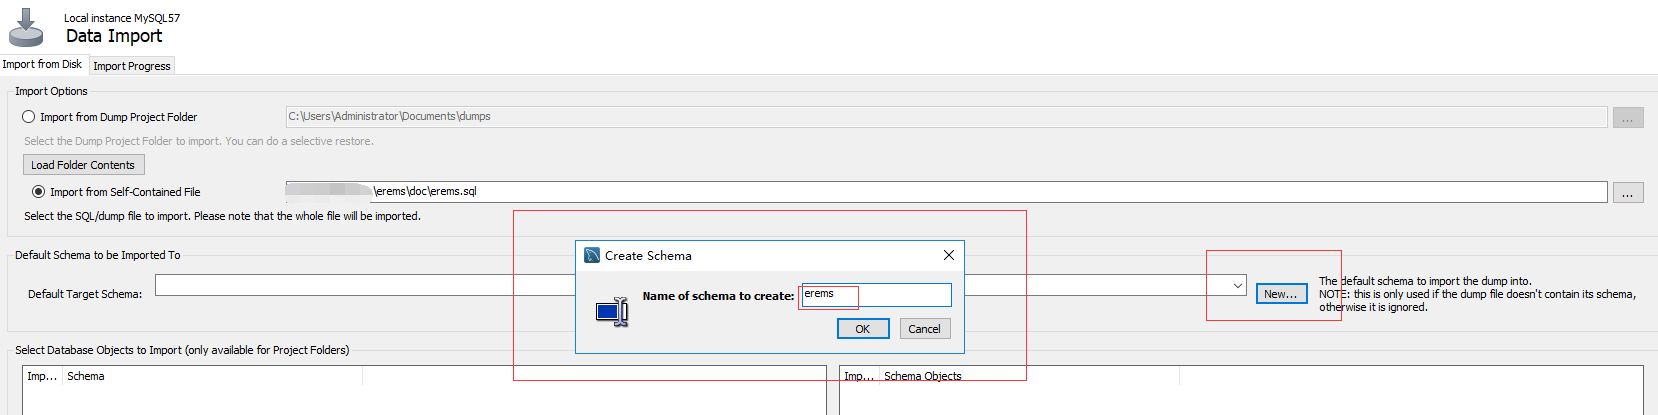 Local instance MySQL57
Data Import
Import from Disk
Import Progress
Import Options
Import from Dump Project Folder
C:\Users\Administrator\Documents\dumps
...
Select the Dump Project Folder to import. You can do a selective restore.
Load Folder Contents
Import from Self-Contained File
\erems\doc\erems.sql
...
Select the SQL/dump file to import. Please note that the whole file will be imported.
Default Schema to be Imported To
Default Target Schema:
New...
The default schema to import the dump into.
NOTE: this is only used if the dump file doesn't contain its schema,
otherwise it is ignored.
Create Schema
Name of schema to create:
erems
OK
Cancel
Select Database Objects to Import (only available for Project Folders)
Imp... Schema
Imp... Schema Objects